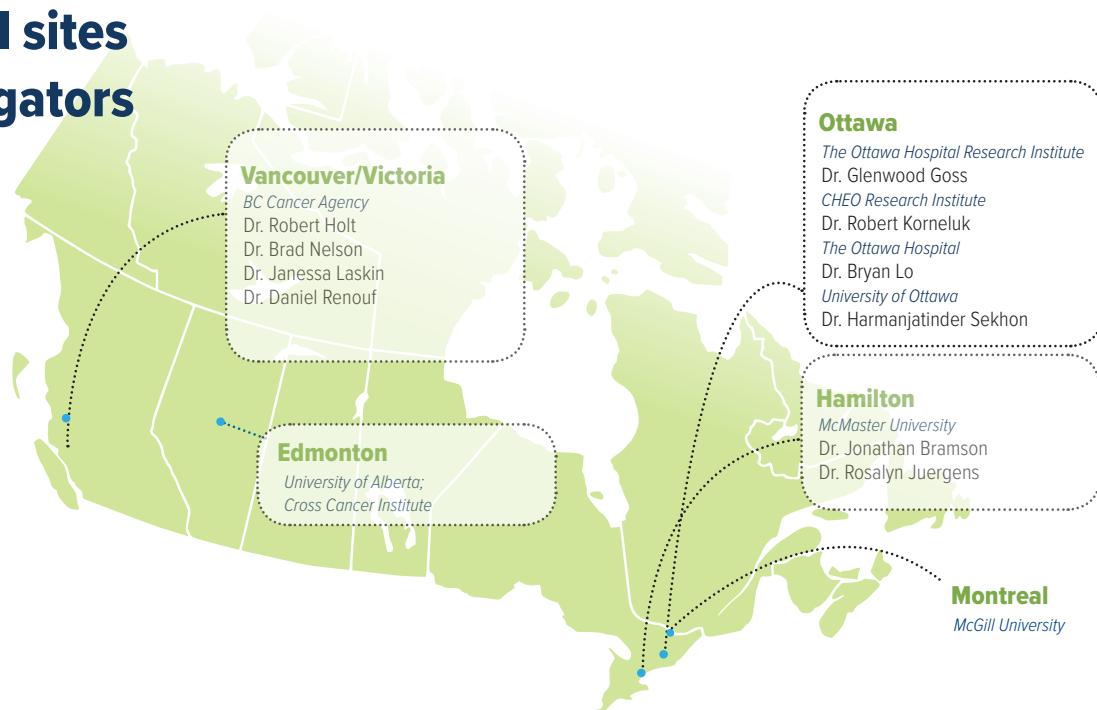 sites
Vancouver/Victoria
BC Cancer Agency
Dr. Robert Holt
Dr. Brad Nelson
Dr. Janessa Laskin
Dr. Daniel Renouf
Edmonton
University of Alberta;
Cross Cancer Institute
Ottawa
The Ottawa Hospital Research Institute
Dr. Glenwood Goss
CHEO Research Institute
Dr. Robert Korneluk
The Ottawa Hospital
Dr. Bryan Lo
University of Ottawa
Dr. Harmanjatinder Sekhon
Hamilton
McMaster University
Dr. Jonathan Bramson
Dr. Rosalyn Juergens
Montreal
McGill University